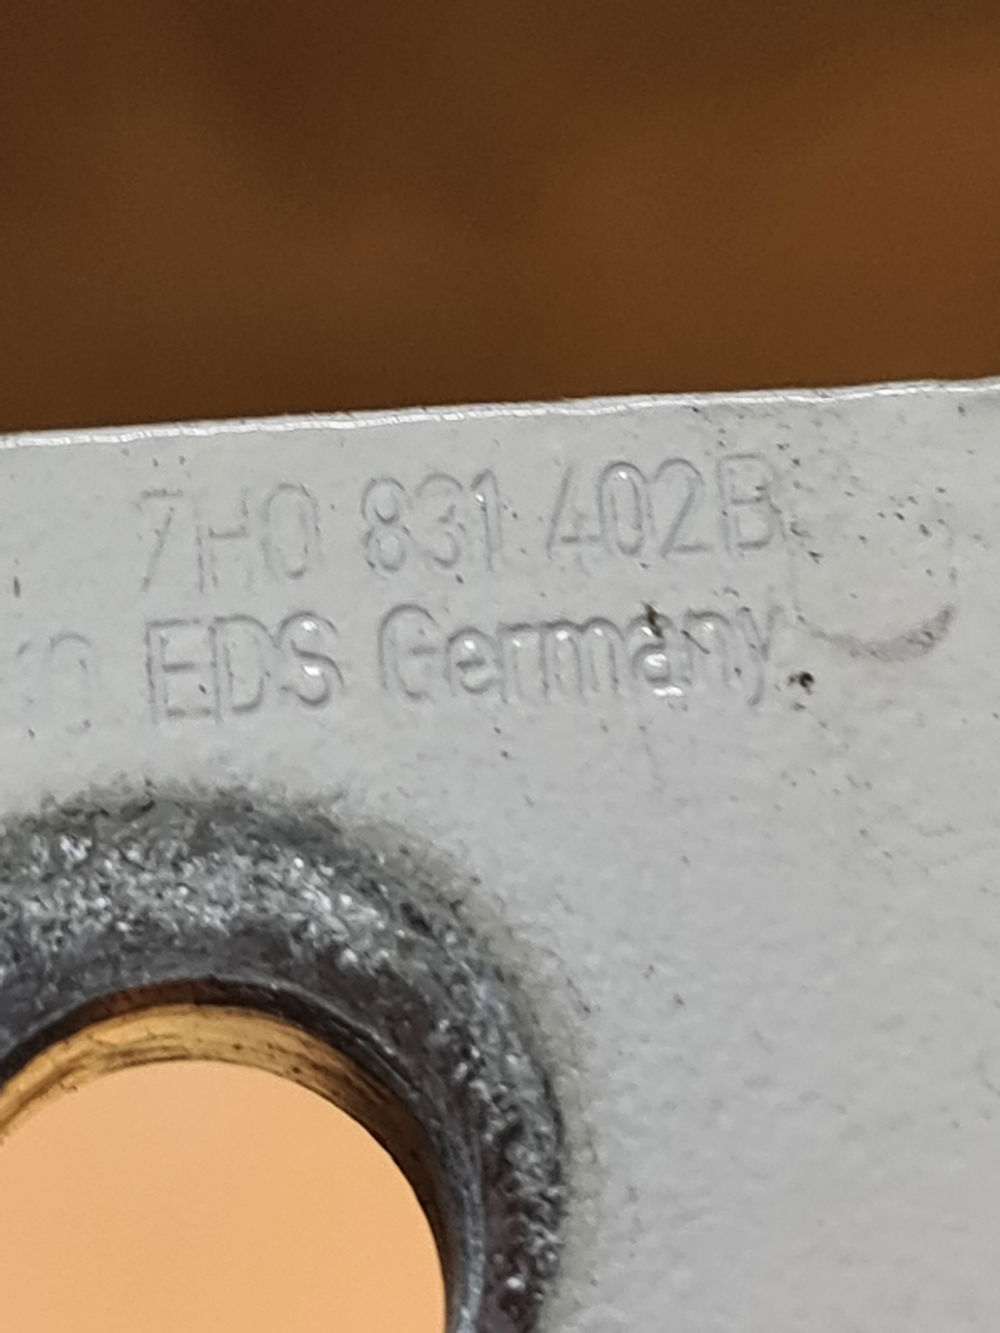 7H0 831 402B
EDS Germany